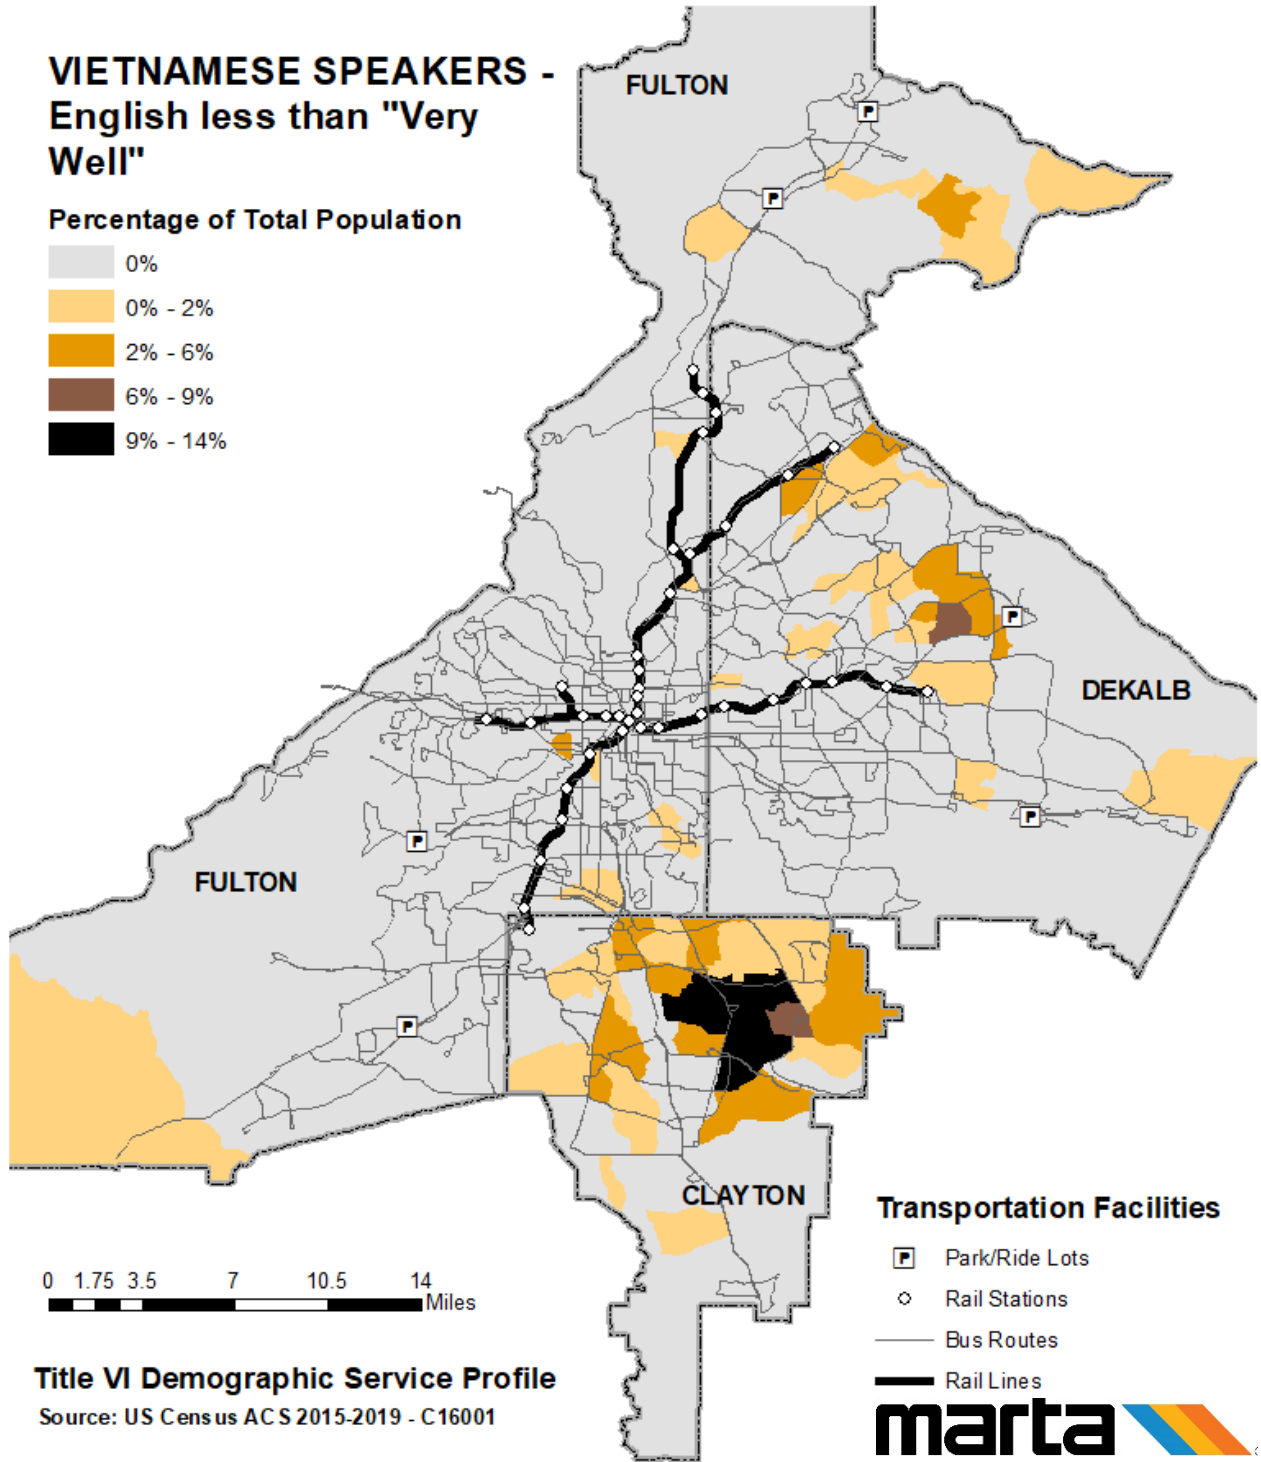 VIETNAMESE SPEAKERS -
English less than "Very
Well"
Percentage of Total Population
0%
0% - 2%
2% - 6%
6% - 9%
9% - 14%
FULTON
P
P
P
DEKALB
P
P
FULTON
P
CLAYTON
0 1.75 3.5 7 10.5 14
Miles
Title VI Demographic Service Profile
Source: US Census ACS 2015-2019 - C16001
Transportation Facilities
P Park/Ride Lots
Rail Stations
Bus Routes
Rail Lines
marta